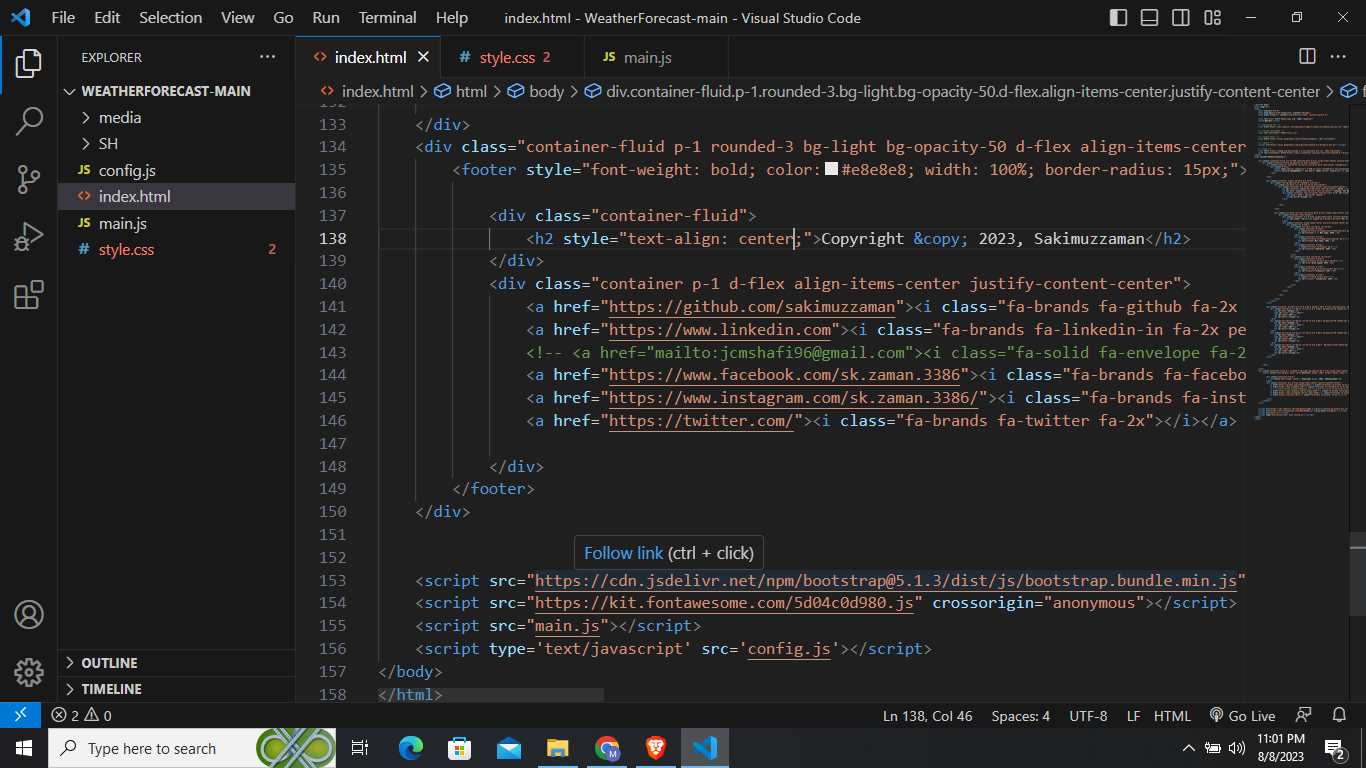 File Edit Selection View Go Run Terminal Help index.html - WeatherForecast-main - Visual Studio Code
EXPLORER
WEATHERFORECAST-MAIN
media
SH
JS config.js
<> index.html
JS main.js
# style.css 2
OUTLINE
TIMELINE
<> index.html # style.css 2 JS main.js
<> index.html > html > body > div.container-fluid.p-1.rounded-3.bg-light.bg-opacity-50.d-flex.align-items-center.justify-content-center >
133 </div>
134 <div class="container-fluid p-1 rounded-3 bg-light bg-opacity-50 d-flex align-items-center
135 <footer style="font-weight: bold; color: #e8e8e8; width: 100%; border-radius: 15px;">
136
137 <div class="container-fluid">
138 <h2 style="text-align: center;">Copyright &copy; 2023, Sakimuzzaman</h2>
139 </div>
140 <div class="container p-1 d-flex align-items-center justify-content-center">
141 <a href="https://github.com/sakimuzzaman"><i class="fa-brands fa-github fa-2x
142 <a href="https://www.linkedin.com"><i class="fa-brands fa-linkedin-in fa-2x pe
143 <!-- <a href="mailto:jcmshafi96@gmail.com"><i class="fa-solid fa-envelope fa-2
144 <a href="https://www.facebook.com/sk.zaman.3386"><i class="fa-brands fa-facebo
145 <a href="https://www.instagram.com/sk.zaman.3386/"><i class="fa-brands fa-inst
146 <a href="https://twitter.com/"><i class="fa-brands fa-twitter fa-2x"></i></a>
147
148 </div>
149 </footer>
150 </div>
151
152
Follow link (ctrl + click)
153 <script src="https://cdn.jsdelivr.net/npm/bootstrap@5.1.3/dist/js/bootstrap.bundle.min.js"
154 <script src="https://kit.fontawesome.com/5d04c0d980.js" crossorigin="anonymous"></script>
155 <script src="main.js"></script>
156 <script type='text/javascript' src='config.js'></script>
157 </body>
158 </html>
2 0 Ln 138, Col 46 Spaces: 4 UTF-8 LF HTML Go Live
Type here to search
M
11:01 PM
8/8/2023
2